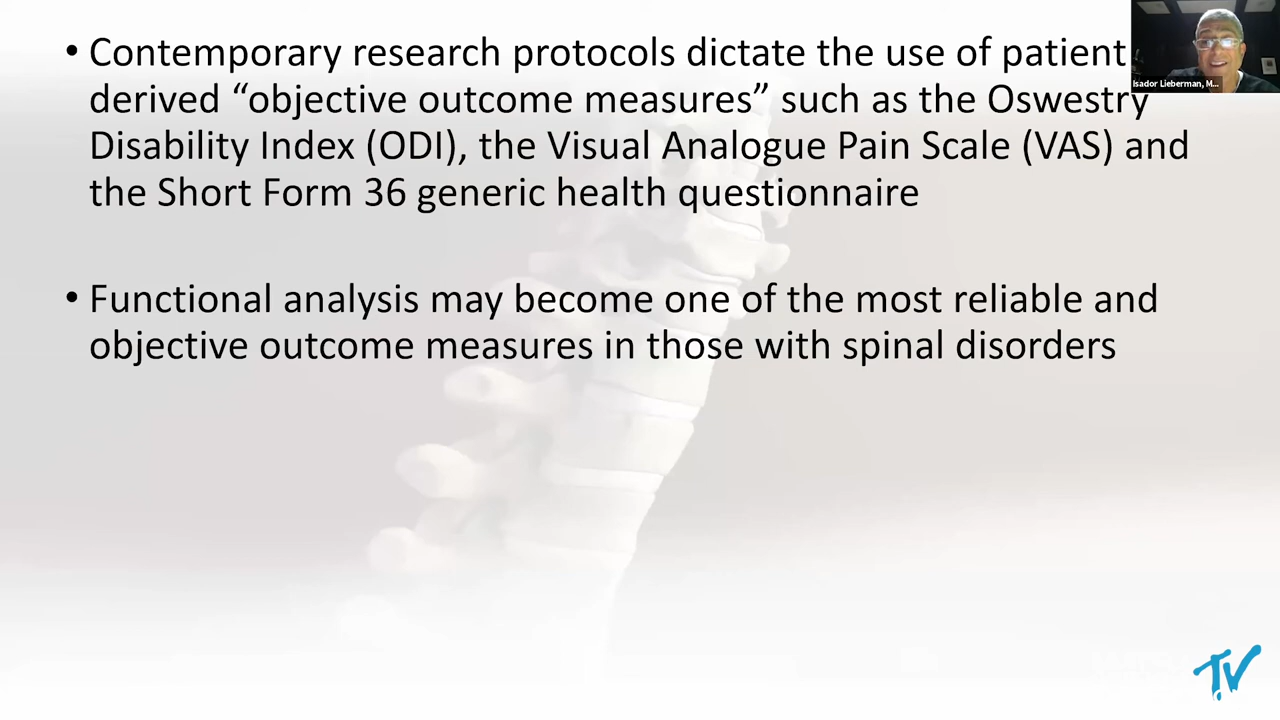 • Contemporary research protocols dictate the use of patient
derived “objective outcome measures” such as the Oswestry
Disability Index (ODI), the Visual Analogue Pain Scale (VAS) and
the Short Form 36 generic health questionnaire
• Functional analysis may become one of the most reliable and
objective outcome measures in those with spinal disorders
Isador Lieberman, M...
TV